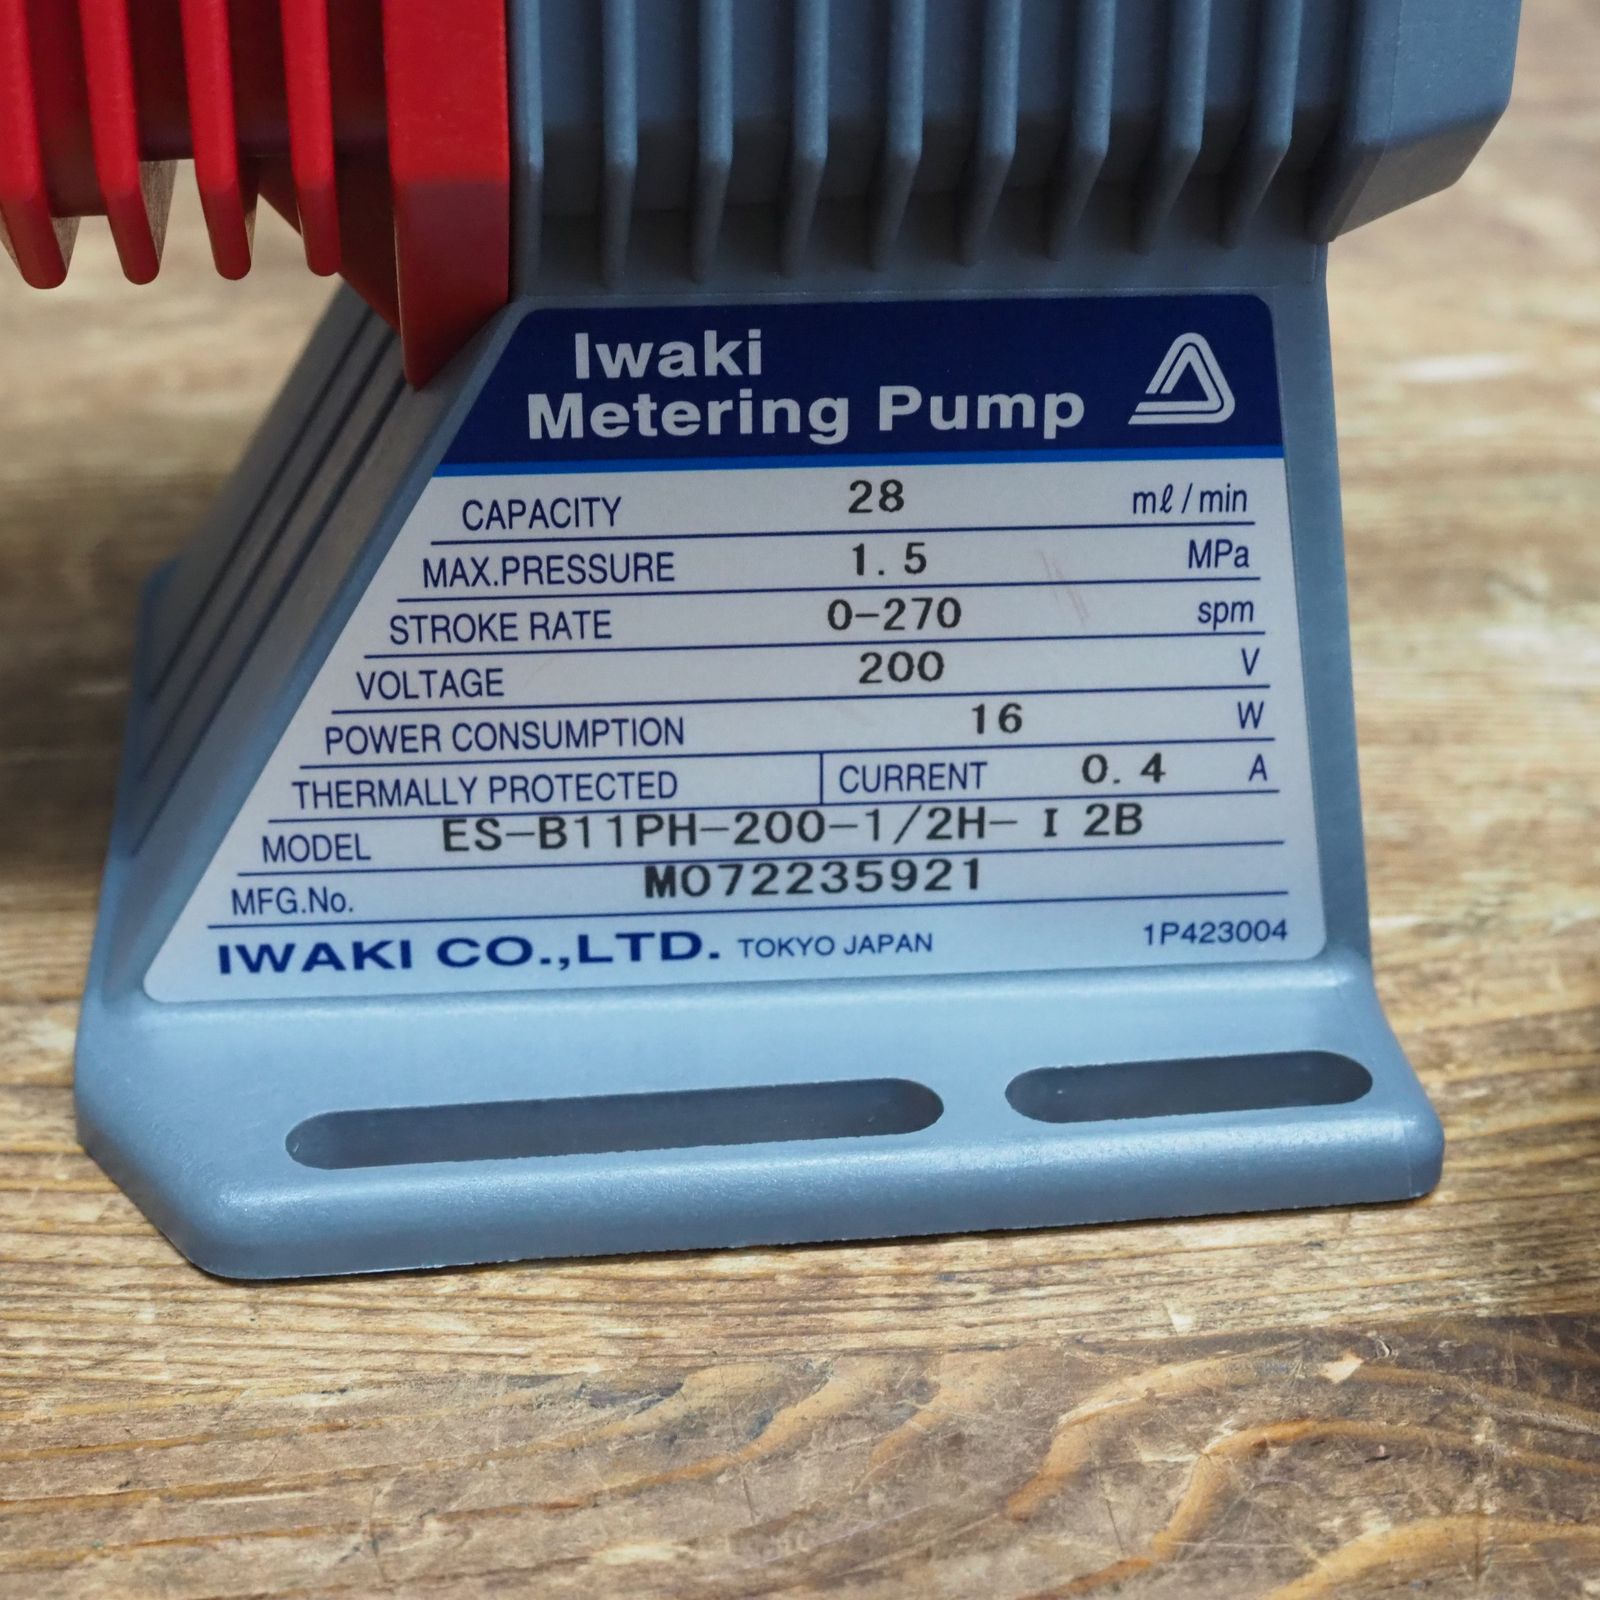 Iwaki
Metering Pump
CAPACITY 28 mℓ/min
MAX.PRESSURE 1.5 MPa
STROKE RATE 0-270 spm
VOLTAGE 200 V
POWER CONSUMPTION 16 W
THERMALLY PROTECTED CURRENT 0.4 A
MODEL ES-B11PH-200-1/2H- I 2B
MFG.No. M072235921
IWAKI CO.,LTD. TOKYO JAPAN 1P423004